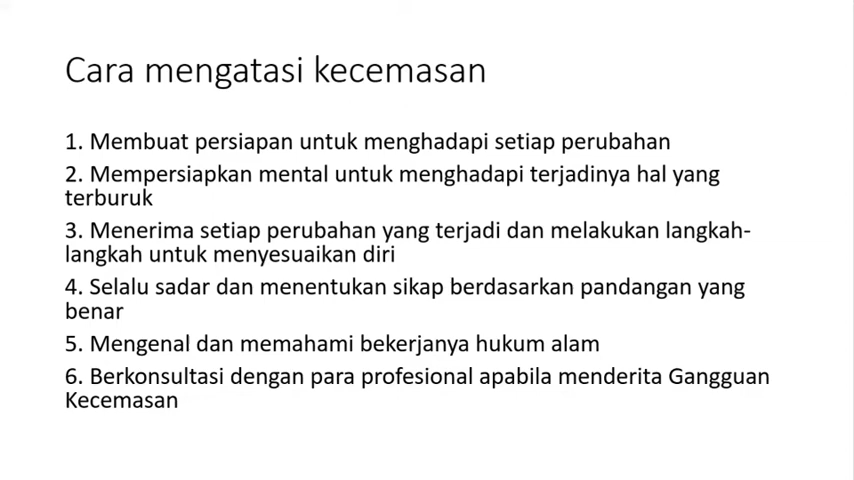 Cara mengatasi kecemasan
1. Membuat persiapan untuk menghadapi setiap perubahan
2. Mempersiapkan mental untuk menghadapi terjadinya hal yang
terburuk
3. Menerima setiap perubahan yang terjadi dan melakukan langkah-
langkah untuk menyesuaikan diri
4. Selalu sadar dan menentukan sikap berdasarkan pandangan yang
benar
5. Mengenal dan memahami bekerjanya hukum alam
6. Berkonsultasi dengan para profesional apabila menderita Gangguan
Kecemasan